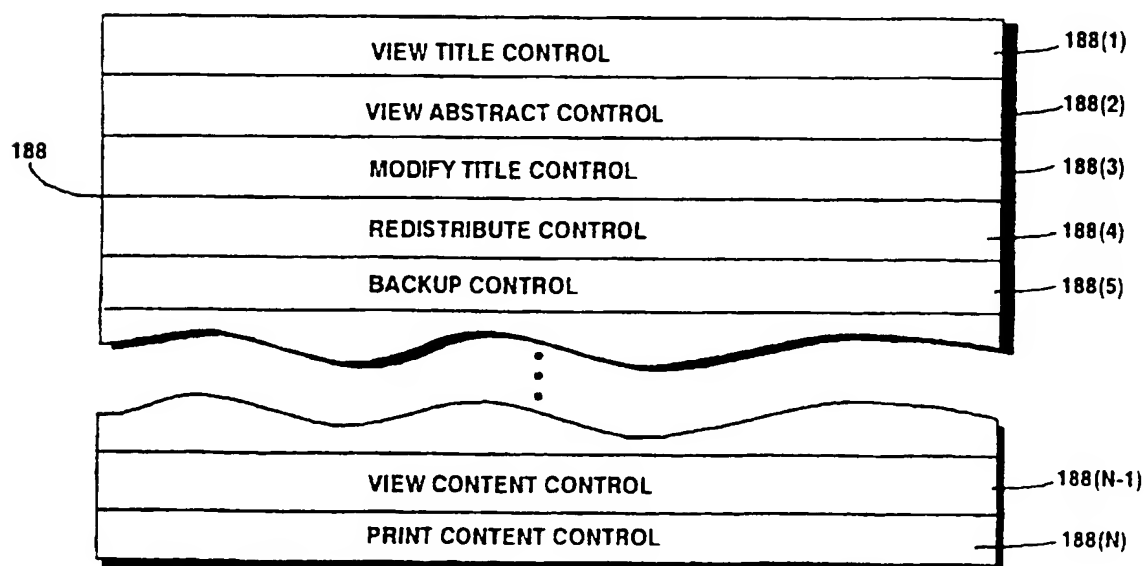 VIEW TITLE CONTROL 188(1)
VIEW ABSTRACT CONTROL 188(2)
188
MODIFY TITLE CONTROL 188(3)
REDISTRIBUTE CONTROL 188(4)
BACKUP CONTROL 188(5)
VIEW CONTENT CONTROL 188(N-1)
PRINT CONTENT CONTROL 188(N)